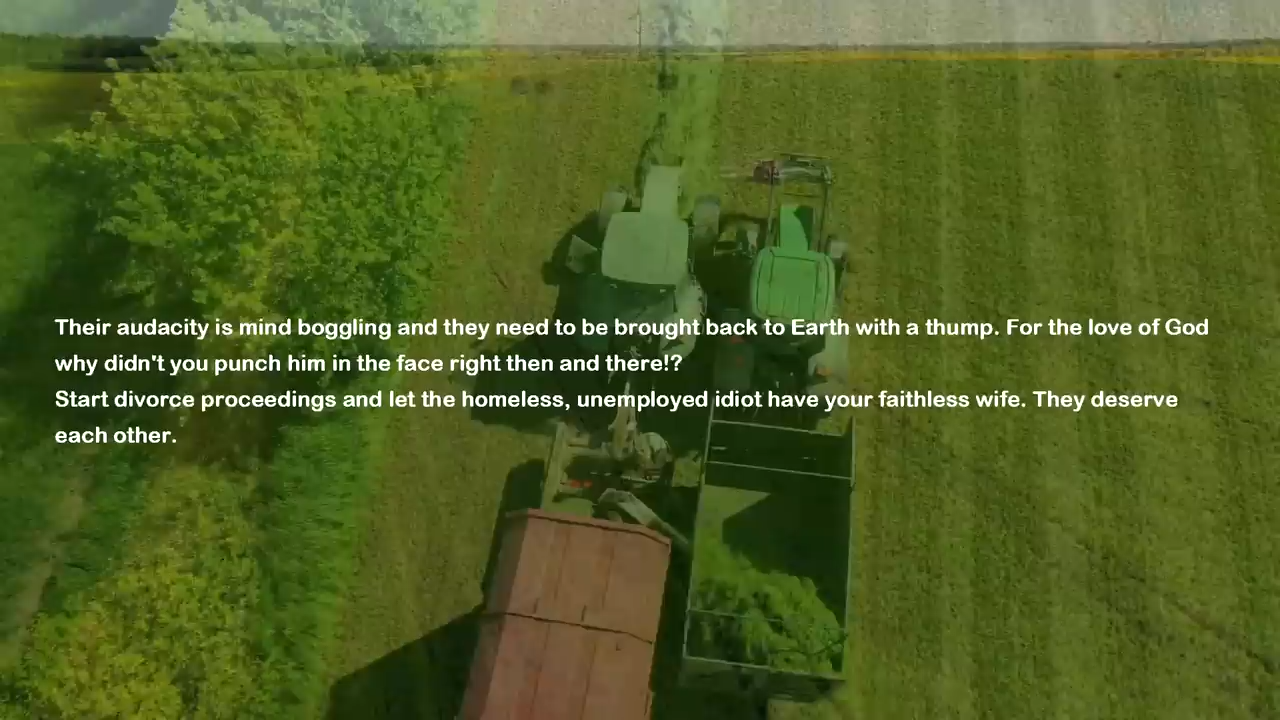 Their audacity is mind boggling and they need to be brought back to Earth with a thump. For the love of God
why didn't you punch him in the face right then and there!?
Start divorce proceedings and let the homeless, unemployed idiot have your faithless wife. They deserve
each other.